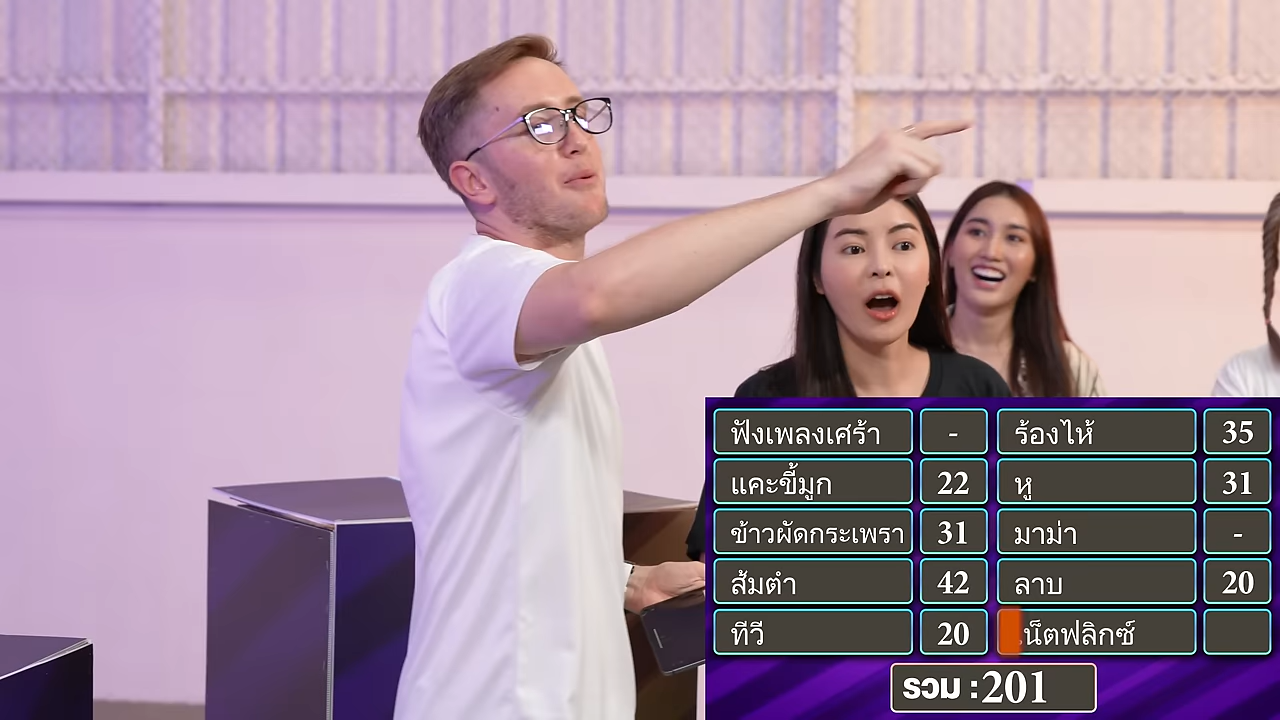 ฟังเพลงเศร้า - ร้องไห้ 35
แคะขี้มูก 22 หู 31
ข้าวผัดกระเพรา 31 มาม่า -
ส้มตำ 42 ลาบ 20
ทีวี 20 เน็ตฟลิกซ์
รวม : 201